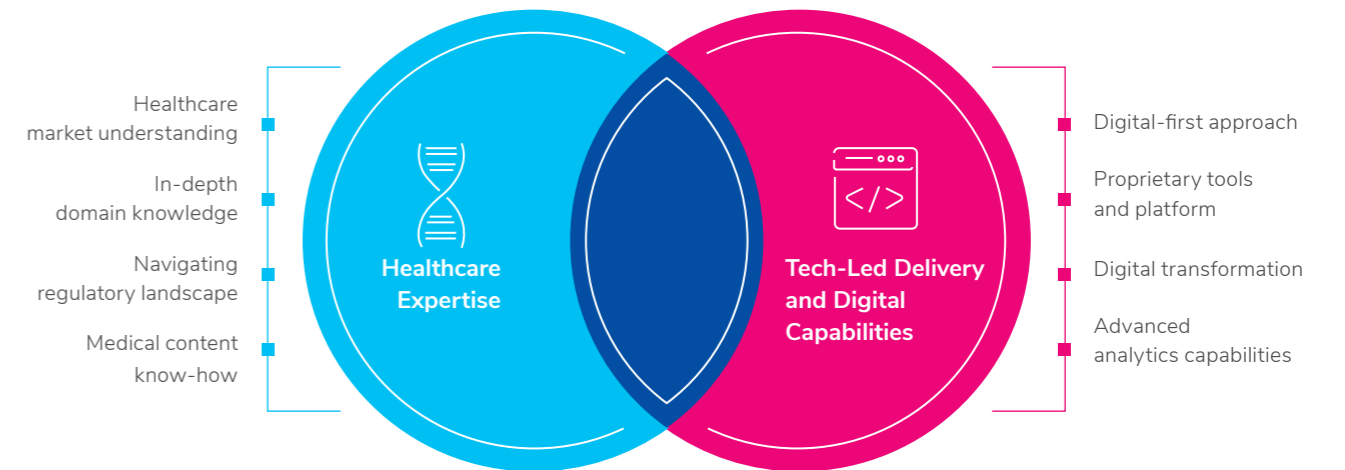 Healthcare
market understanding
In-depth
domain knowledge
Navigating
regulatory landscape
Medical content
know-how
Healthcare
Expertise
</>
Tech-Led Delivery
and Digital
Capabilities
Digital-first approach
Proprietary tools
and platform
Digital transformation
Advanced
analytics capabilities